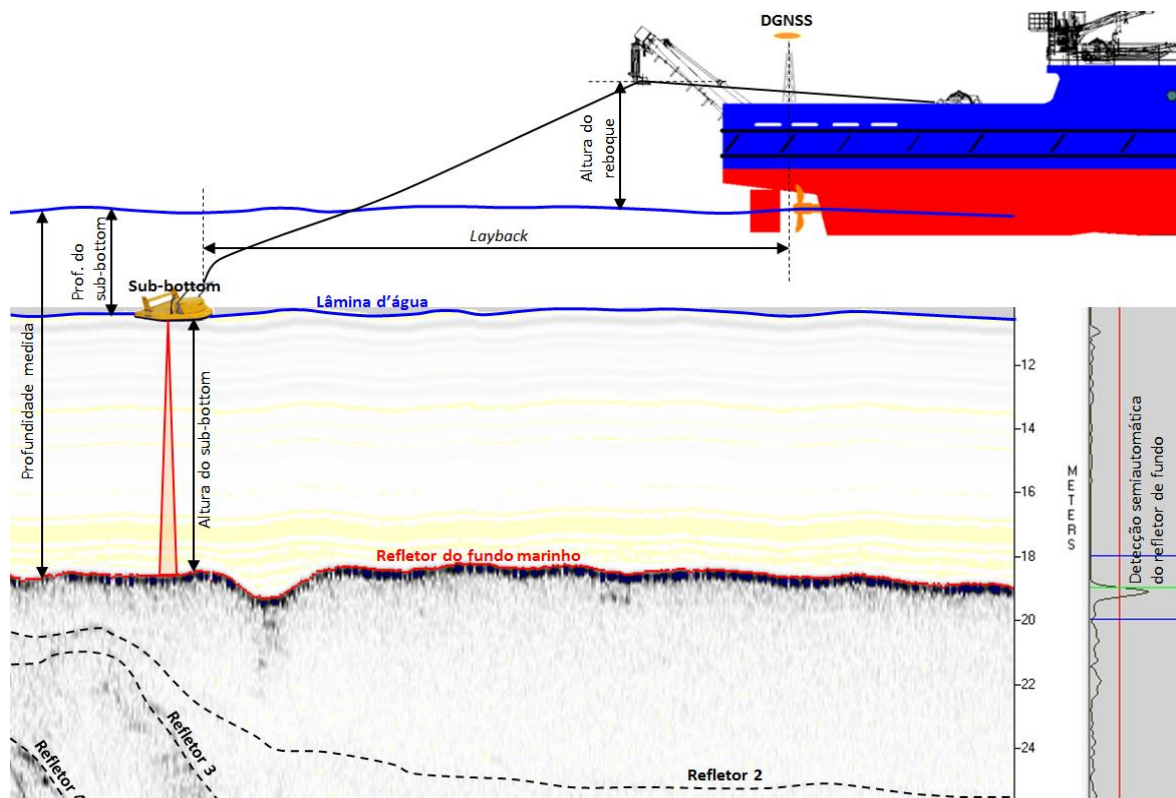 DGNSS
Altura do
reboque
Layback
Prof. do
sub-bottom
Sub-bottom
Lâmina d’água
Profundidade medida
Altura do sub-bottom
Refletor do fundo marinho
12
14
16
18
20
22
24
METERS
Detecção semiautomática
do refletor de fundo
Refletor 3
Refletor 2
Refletor